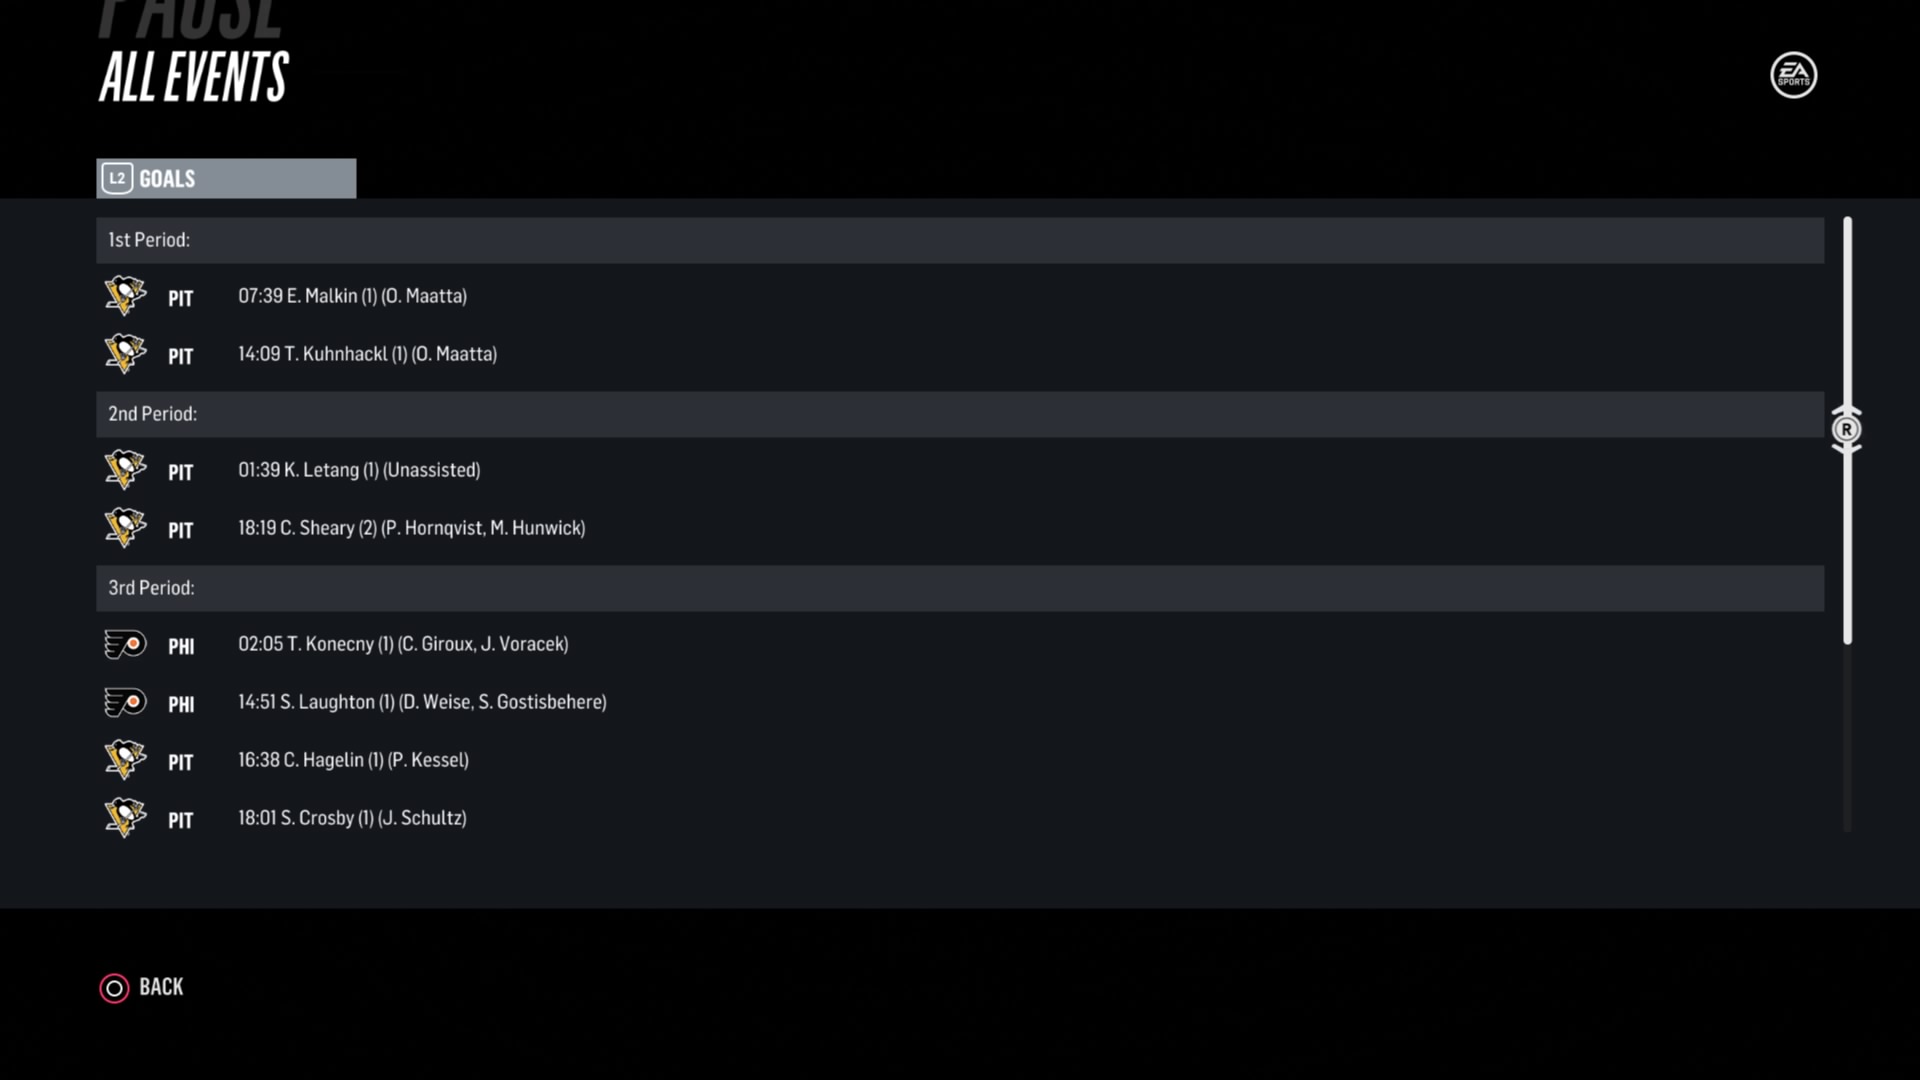 PAUSE
ALL EVENTS
EA
SPORTS
L2 GOALS
1st Period:
PIT 07:39 E. Malkin (1) (O. Maatta)
PIT 14:09 T. Kuhnhackl (1) (O. Maatta)
2nd Period:
R
PIT 01:39 K. Letang (1) (Unassisted)
PIT 18:19 C. Sheary (2) (P. Hornqvist, M. Hunwick)
3rd Period:
PHI 02:05 T. Konecny (1) (C. Giroux, J. Voracek)
PHI 14:51 S. Laughton (1) (D. Weise, S. Gostisbehere)
PIT 16:38 C. Hagelin (1) (P. Kessel)
PIT 18:01 S. Crosby (1) (J. Schultz)
BACK